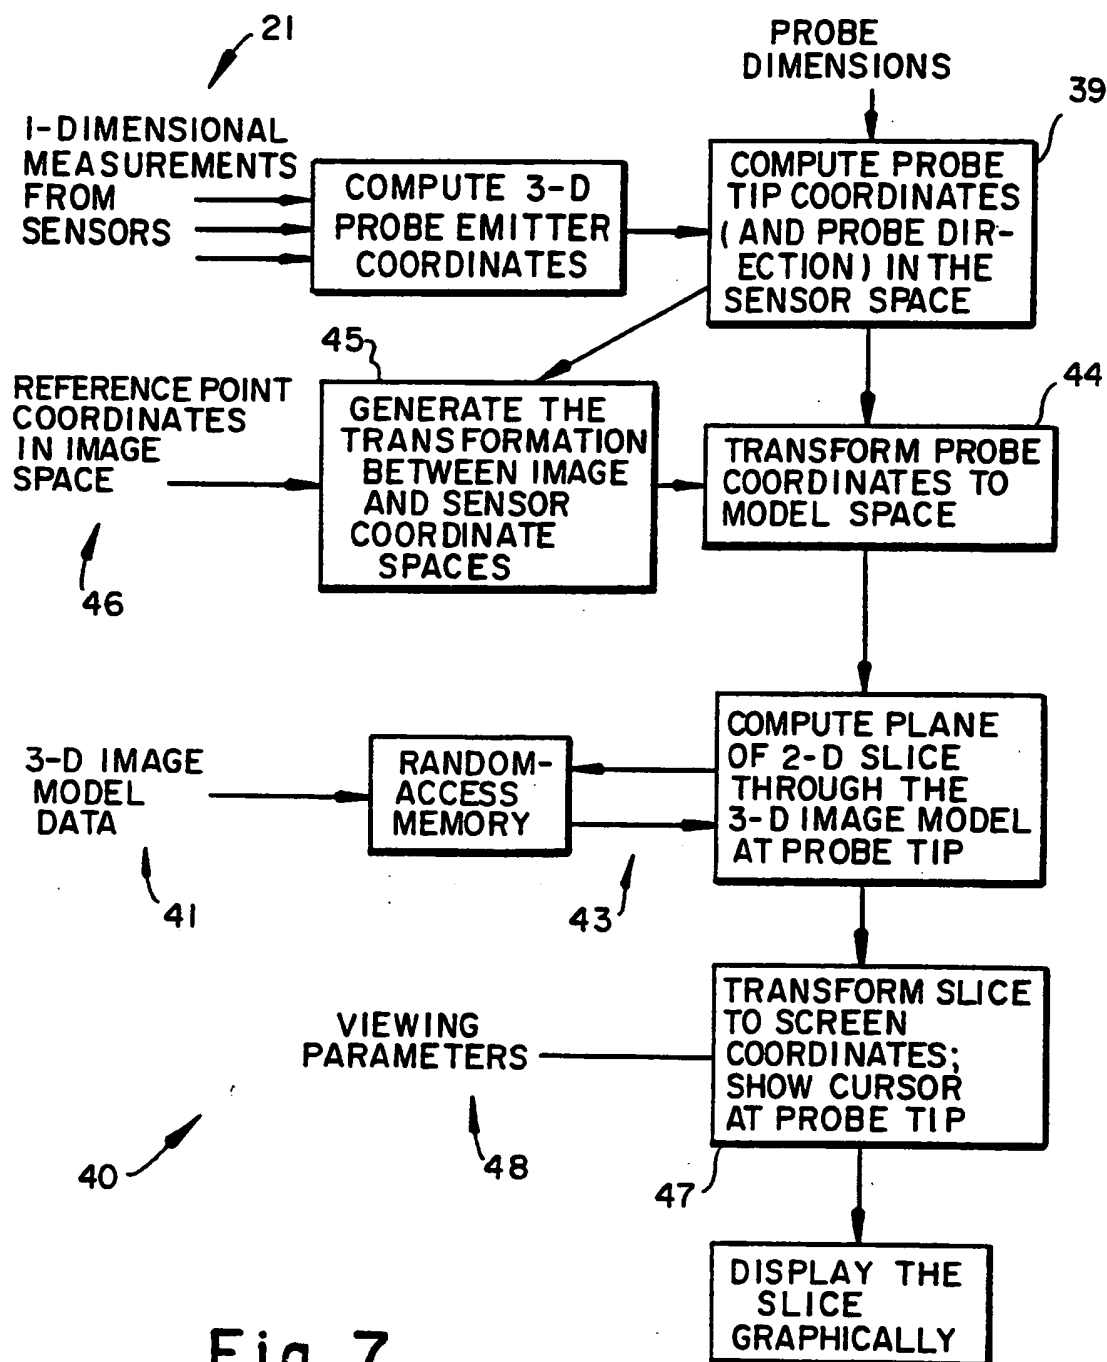 21
PROBE
DIMENSIONS
39
1-DIMENSIONAL
MEASUREMENTS
FROM
SENSORS
COMPUTE 3-D
PROBE EMITTER
COORDINATES
COMPUTE PROBE
TIP COORDINATES
(AND PROBE DIR-
ECTION) IN THE
SENSOR SPACE
45
44
REFERENCE POINT
COORDINATES
IN IMAGE
SPACE
46
GENERATE THE
TRANSFORMATION
BETWEEN IMAGE
AND SENSOR
COORDINATE
SPACES
TRANSFORM PROBE
COORDINATES TO
MODEL SPACE
3-D IMAGE
MODEL
DATA
41
RANDOM-
ACCESS
MEMORY
43
COMPUTE PLANE
OF 2-D SLICE
THROUGH THE
3-D IMAGE MODEL
AT PROBE TIP
VIEWING
PARAMETERS
48
40
TRANSFORM SLICE
TO SCREEN
COORDINATES;
SHOW CURSOR
AT PROBE TIP
47
DISPLAY THE
SLICE
GRAPHICALLY
Fig. 7